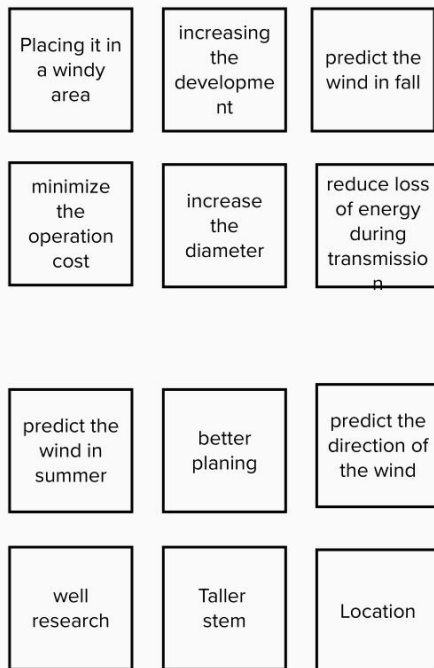 Placing it in
a windy
area
increasing
the
developme
nt
predict the
wind in fall
minimize
the
operation
cost
increase
the
diameter
reduce loss
of energy
during
transmissio
n
predict the
wind in
summer
better
planing
predict the
direction of
the wind
well
research
Taller
stem
Location